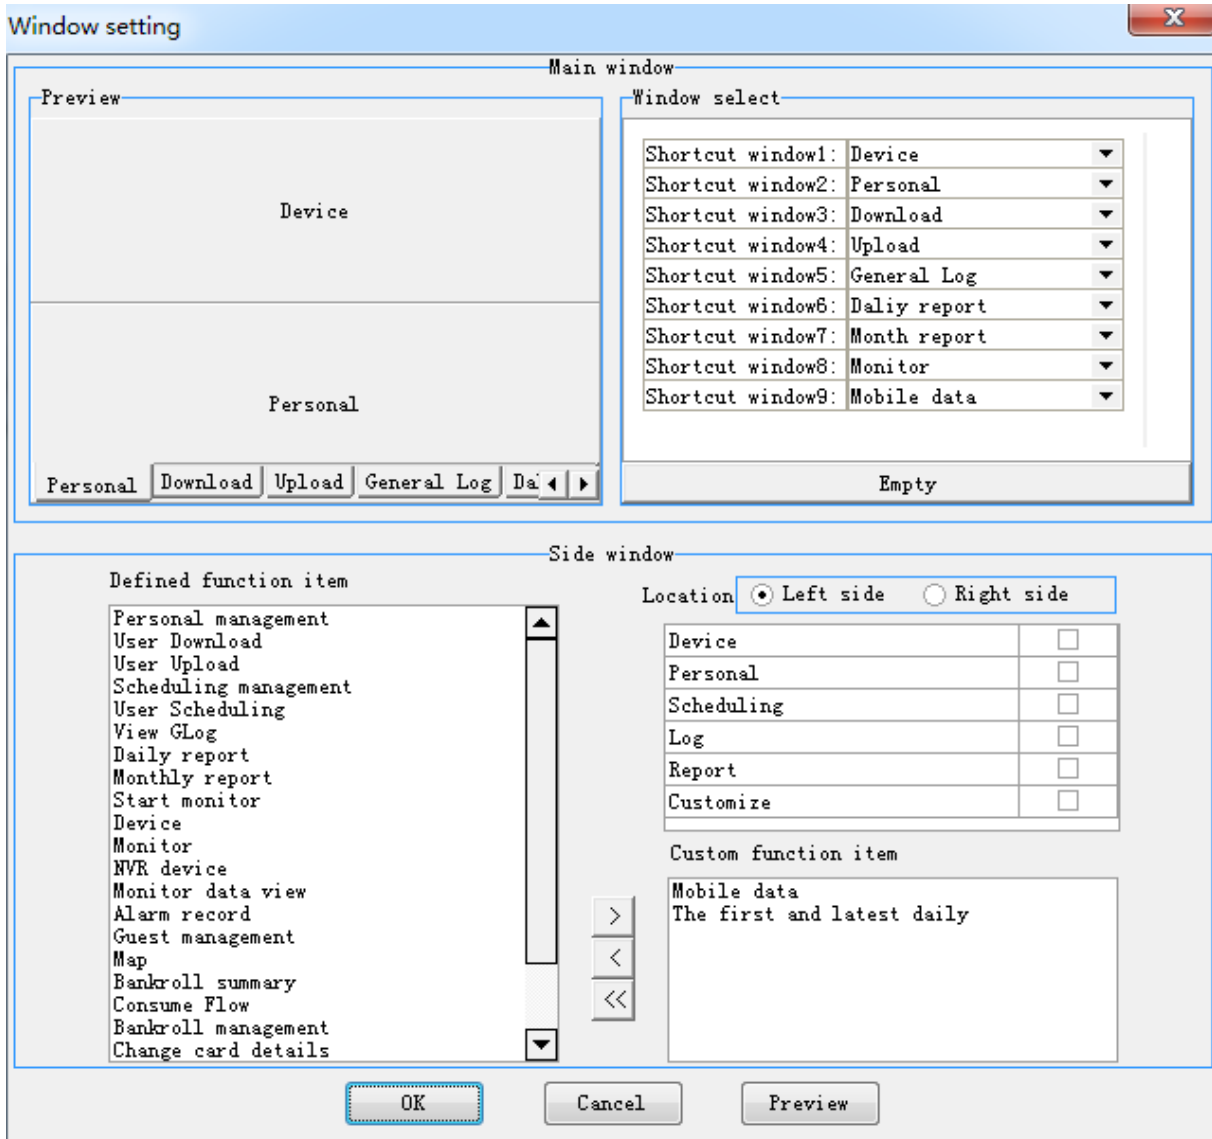 Window setting
Main window
Preview
Device
Personal
Personal Download Upload General Log Da
Window select
Shortcut window1: Device
Shortcut window2: Personal
Shortcut window3: Download
Shortcut window4: Upload
Shortcut window5: General Log
Shortcut window6: Daliy report
Shortcut window7: Month report
Shortcut window8: Monitor
Shortcut window9: Mobile data
Empty
Side window
Defined function item
Personal management
User Download
User Upload
Scheduling management
User Scheduling
View GLog
Daily report
Monthly report
Start monitor
Device
Monitor
NVR device
Monitor data view
Alarm record
Guest management
Map
Bankroll summary
Consume Flow
Bankroll management
Change card details
>
<
<<
Location Left side Right side
Device
Personal
Scheduling
Log
Report
Customize
Custom function item
Mobile data
The first and latest daily
OK Cancel Preview